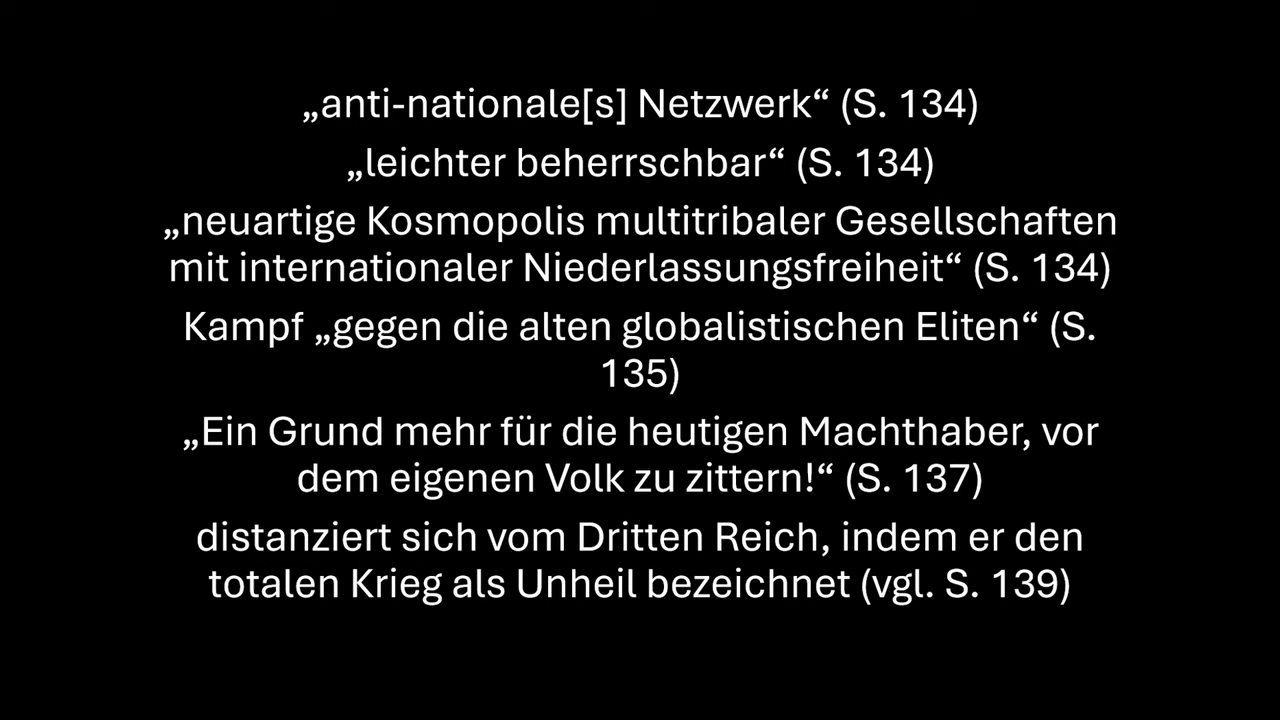 „anti-nationale[s] Netzwerk“ (S. 134)
„leichter beherrschbar“ (S. 134)
„neuartige Kosmopolis multitribaler Gesellschaften
mit internationaler Niederlassungsfreiheit“ (S. 134)
Kampf „gegen die alten globalistischen Eliten“ (S.
135)
„Ein Grund mehr für die heutigen Machthaber, vor
dem eigenen Volk zu zittern!“ (S. 137)
distanziert sich vom Dritten Reich, indem er den
totalen Krieg als Unheil bezeichnet (vgl. S. 139)